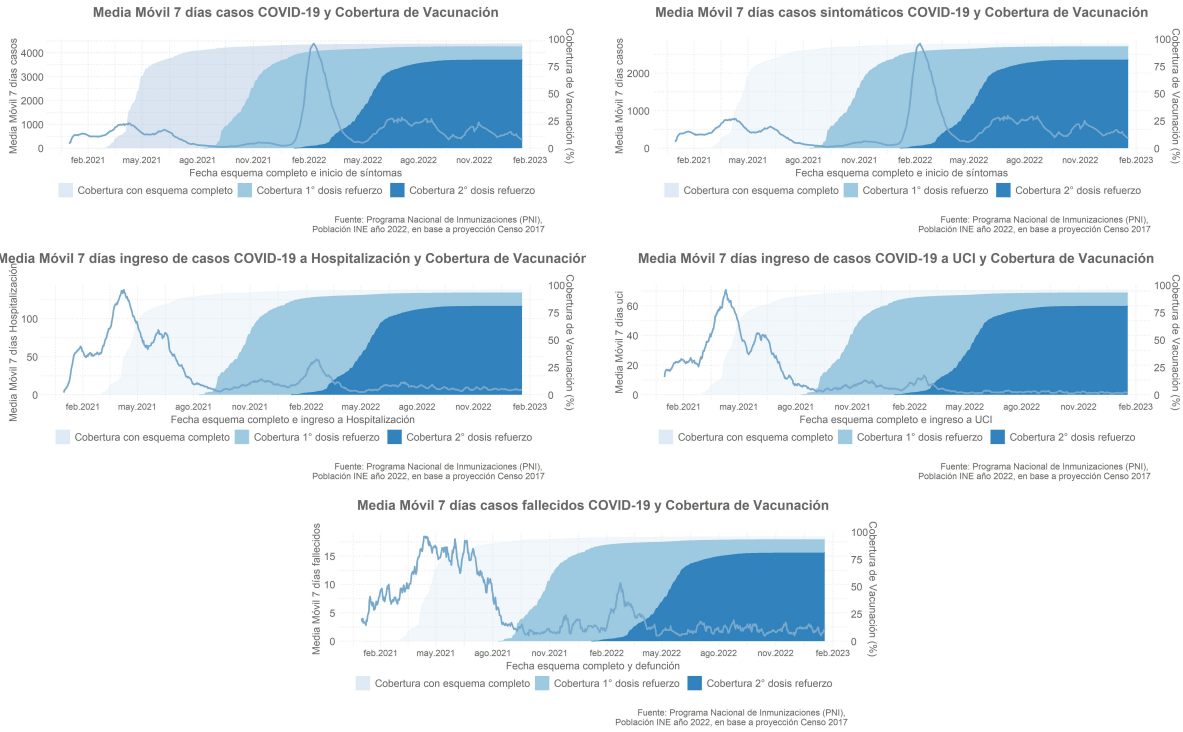 Media Móvil 7 días casos COVID-19 y Cobertura de Vacunación
Media Móvil 7 días casos
4000
3000
2000
1000
0
100
75
50
25
0
Cobertura de Vacunación (%)
feb.2021 may.2021 ago.2021 nov.2021 feb.2022 may.2022 ago.2022 nov.2022 feb.2023
Fecha esquema completo e inicio de síntomas
Cobertura con esquema completo Cobertura 1° dosis refuerzo Cobertura 2° dosis refuerzo
Fuente: Programa Nacional de Inmunizaciones (PNI),
Población INE año 2022, en base a proyección Censo 2017
Media Móvil 7 días casos sintomáticos COVID-19 y Cobertura de Vacunación
Media Móvil 7 días casos
2000
1000
0
100
75
50
25
0
Cobertura de Vacunación (%)
feb.2021 may.2021 ago.2021 nov.2021 feb.2022 may.2022 ago.2022 nov.2022 feb.2023
Fecha esquema completo e inicio de síntomas
Cobertura con esquema completo Cobertura 1° dosis refuerzo Cobertura 2° dosis refuerzo
Fuente: Programa Nacional de Inmunizaciones (PNI),
Población INE año 2022, en base a proyección Censo 2017
Media Móvil 7 días ingreso de casos COVID-19 a Hospitalización y Cobertura de Vacunación
Media Móvil 7 días Hospitalización
100
50
0
100
75
50
25
0
Cobertura de Vacunación (%)
feb.2021 may.2021 ago.2021 nov.2021 feb.2022 may.2022 ago.2022 nov.2022 feb.2023
Fecha esquema completo e ingreso a Hospitalización
Cobertura con esquema completo Cobertura 1° dosis refuerzo Cobertura 2° dosis refuerzo
Fuente: Programa Nacional de Inmunizaciones (PNI),
Población INE año 2022, en base a proyección Censo 2017
Media Móvil 7 días ingreso de casos COVID-19 a UCI y Cobertura de Vacunación
Media Móvil 7 días uci
60
40
20
0
100
75
50
25
0
Cobertura de Vacunación (%)
feb.2021 may.2021 ago.2021 nov.2021 feb.2022 may.2022 ago.2022 nov.2022 feb.2023
Fecha esquema completo e ingreso a UCI
Cobertura con esquema completo Cobertura 1° dosis refuerzo Cobertura 2° dosis refuerzo
Fuente: Programa Nacional de Inmunizaciones (PNI),
Población INE año 2022, en base a proyección Censo 2017
Media Móvil 7 días casos fallecidos COVID-19 y Cobertura de Vacunación
Media Móvil 7 días fallecidos
15
10
5
0
100
75
50
25
0
Cobertura de Vacunación (%)
feb.2021 may.2021 ago.2021 nov.2021 feb.2022 may.2022 ago.2022 nov.2022 feb.2023
Fecha esquema completo y defunción
Cobertura con esquema completo Cobertura 1° dosis refuerzo Cobertura 2° dosis refuerzo
Fuente: Programa Nacional de Inmunizaciones (PNI),
Población INE año 2022, en base a proyección Censo 2017